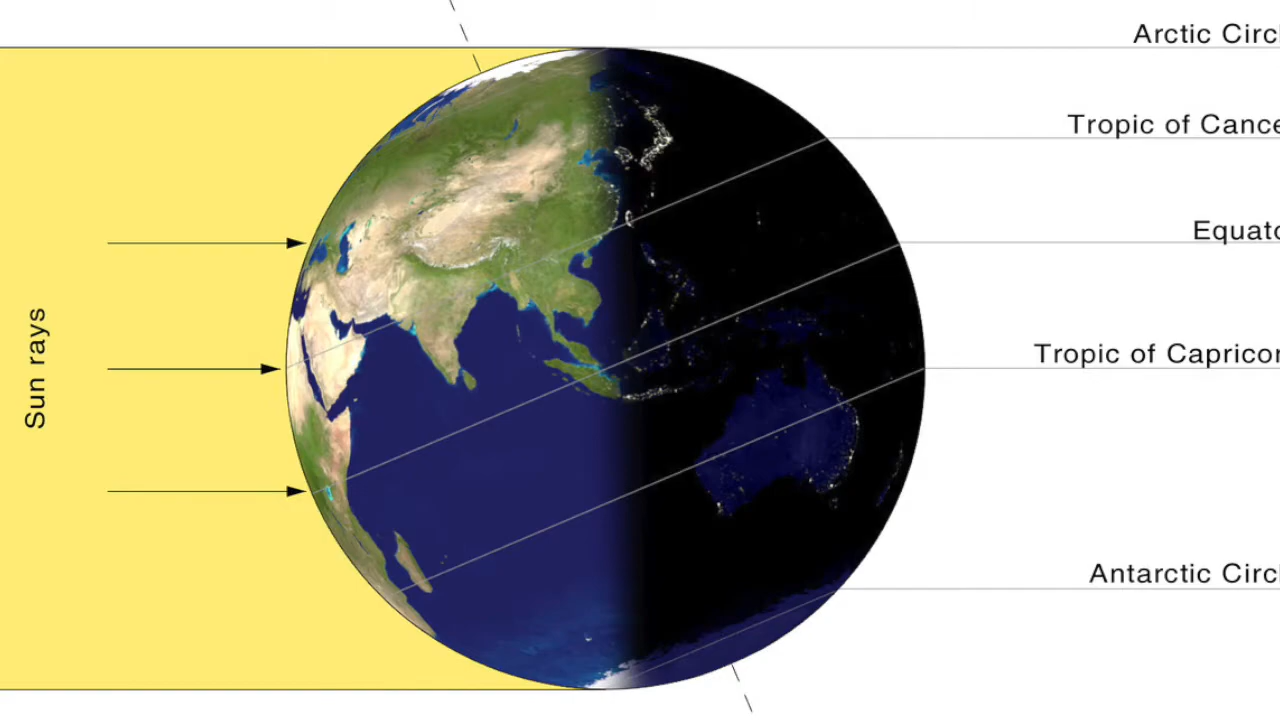 Arctic Circl
Tropic of Cance
Equato
Tropic of Capricor
Antarctic Circl
Sun rays